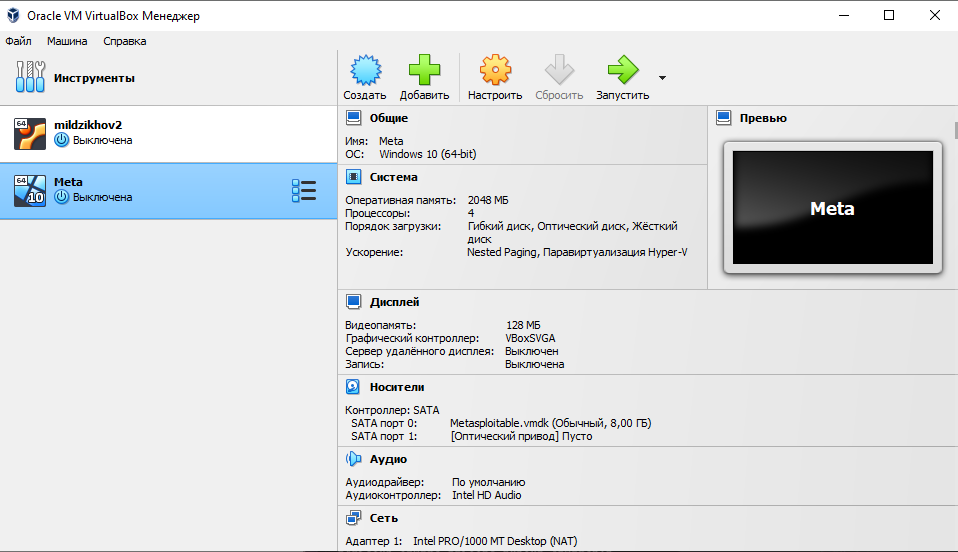 Oracle VM VirtualBox Менеджер
Файл Машина Справка
Инструменты
Создать Добавить Настроить Сбросить Запустить
64
mildzikhov2
Выключена
64
10
Meta
Выключена
Общие
Имя: Meta
ОС: Windows 10 (64-bit)
Система
Оперативная память: 2048 МБ
Процессоры: 4
Порядок загрузки: Гибкий диск, Оптический диск, Жёсткий
диск
Ускорение: Nested Paging, Паравиртуализация Hyper-V
Превью
Meta
Дисплей
Видеопамять: 128 МБ
Графический контроллер: VBoxSVGA
Сервер удалённого дисплея: Выключен
Запись: Выключена
Носители
Контроллер: SATA
SATA порт 0: Metasploitable.vmdk (Обычный, 8,00 ГБ)
SATA порт 1: [Оптический привод] Пусто
Аудио
Аудиодрайвер: По умолчанию
Аудиоконтроллер: Intel HD Audio
Сеть
Адаптер 1: Intel PRO/1000 MT Desktop (NAT)